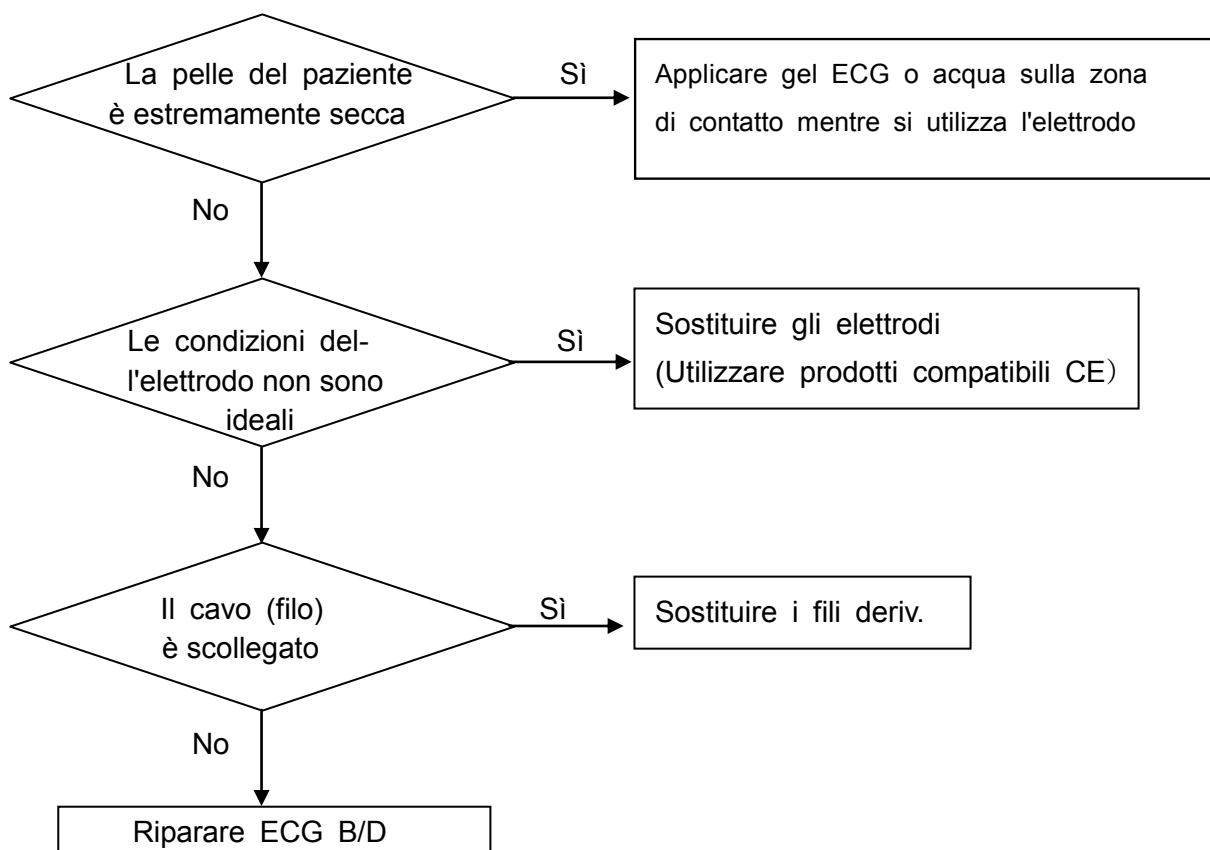 La pelle del paziente
è estremamente secca
Sì
Applicare gel ECG o acqua sulla zona
di contatto mentre si utilizza l'elettrodo
No
Le condizioni del-
l'elettrodo non sono
ideali
Sì
Sostituire gli elettrodi
(Utilizzare prodotti compatibili CE）
No
Il cavo (filo)
è scollegato
Sì
Sostituire i fili deriv.
No
Riparare ECG B/D